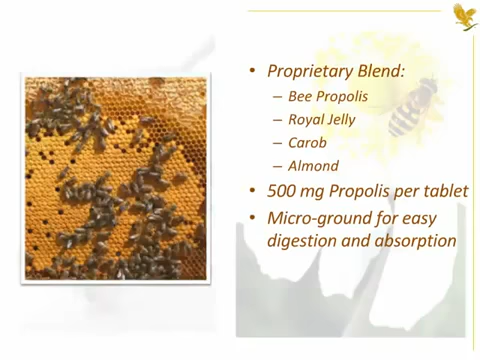 • Proprietary Blend:
– Bee Propolis
– Royal Jelly
– Carob
– Almond
• 500 mg Propolis per tablet
• Micro-ground for easy
digestion and absorption